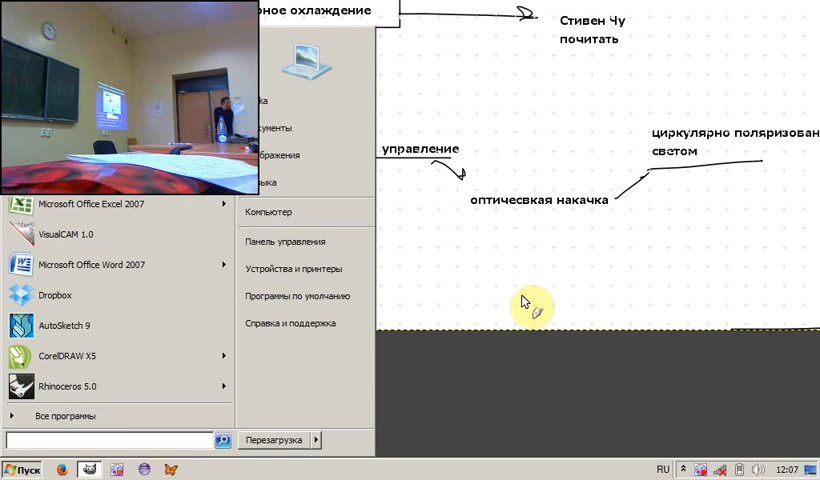 рное охлаждение
Стивен Чу
почитать
управление
оптичесвкая накачка
циркулярно поляризован
светом
ка
кументы
бражения
зыка
Компьютер
Панель управления
Устройства и принтеры
Программы по умолчанию
Справка и поддержка
Microsoft Office Excel 2007
VisualCAM 1.0
Microsoft Office Word 2007
Dropbox
AutoSketch 9
CorelDRAW X5
Rhinoceros 5.0
Все программы
Перезагрузка
Пуск
RU
12:07